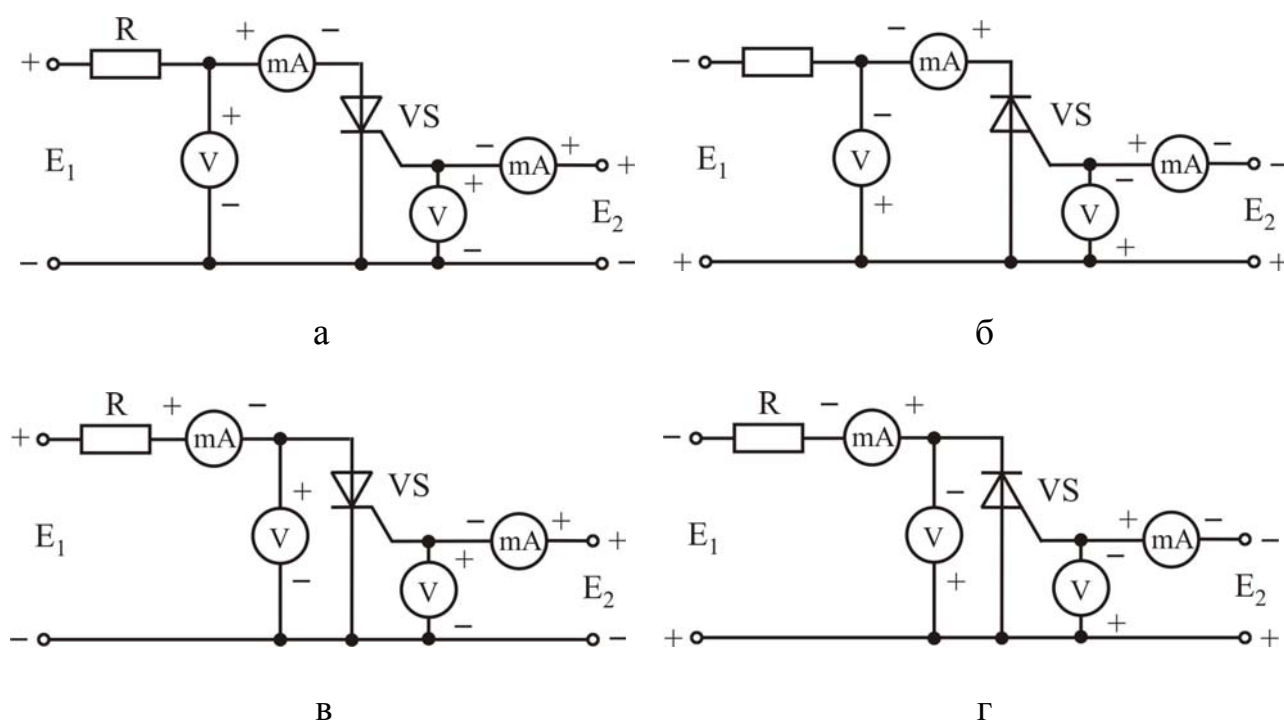 R + − − +
+ mA − mA
VS VS
+ −
E₁ V − mA + + E₁ V + mA − −
− + E₂ + − E₂
V V
− − − + + +
а б
R + − R − +
+ mA − mA
VS VS
+ −
E₁ V − mA + + E₁ V + mA − −
− + E₂ + − E₂
V V
− − − + + +
в г